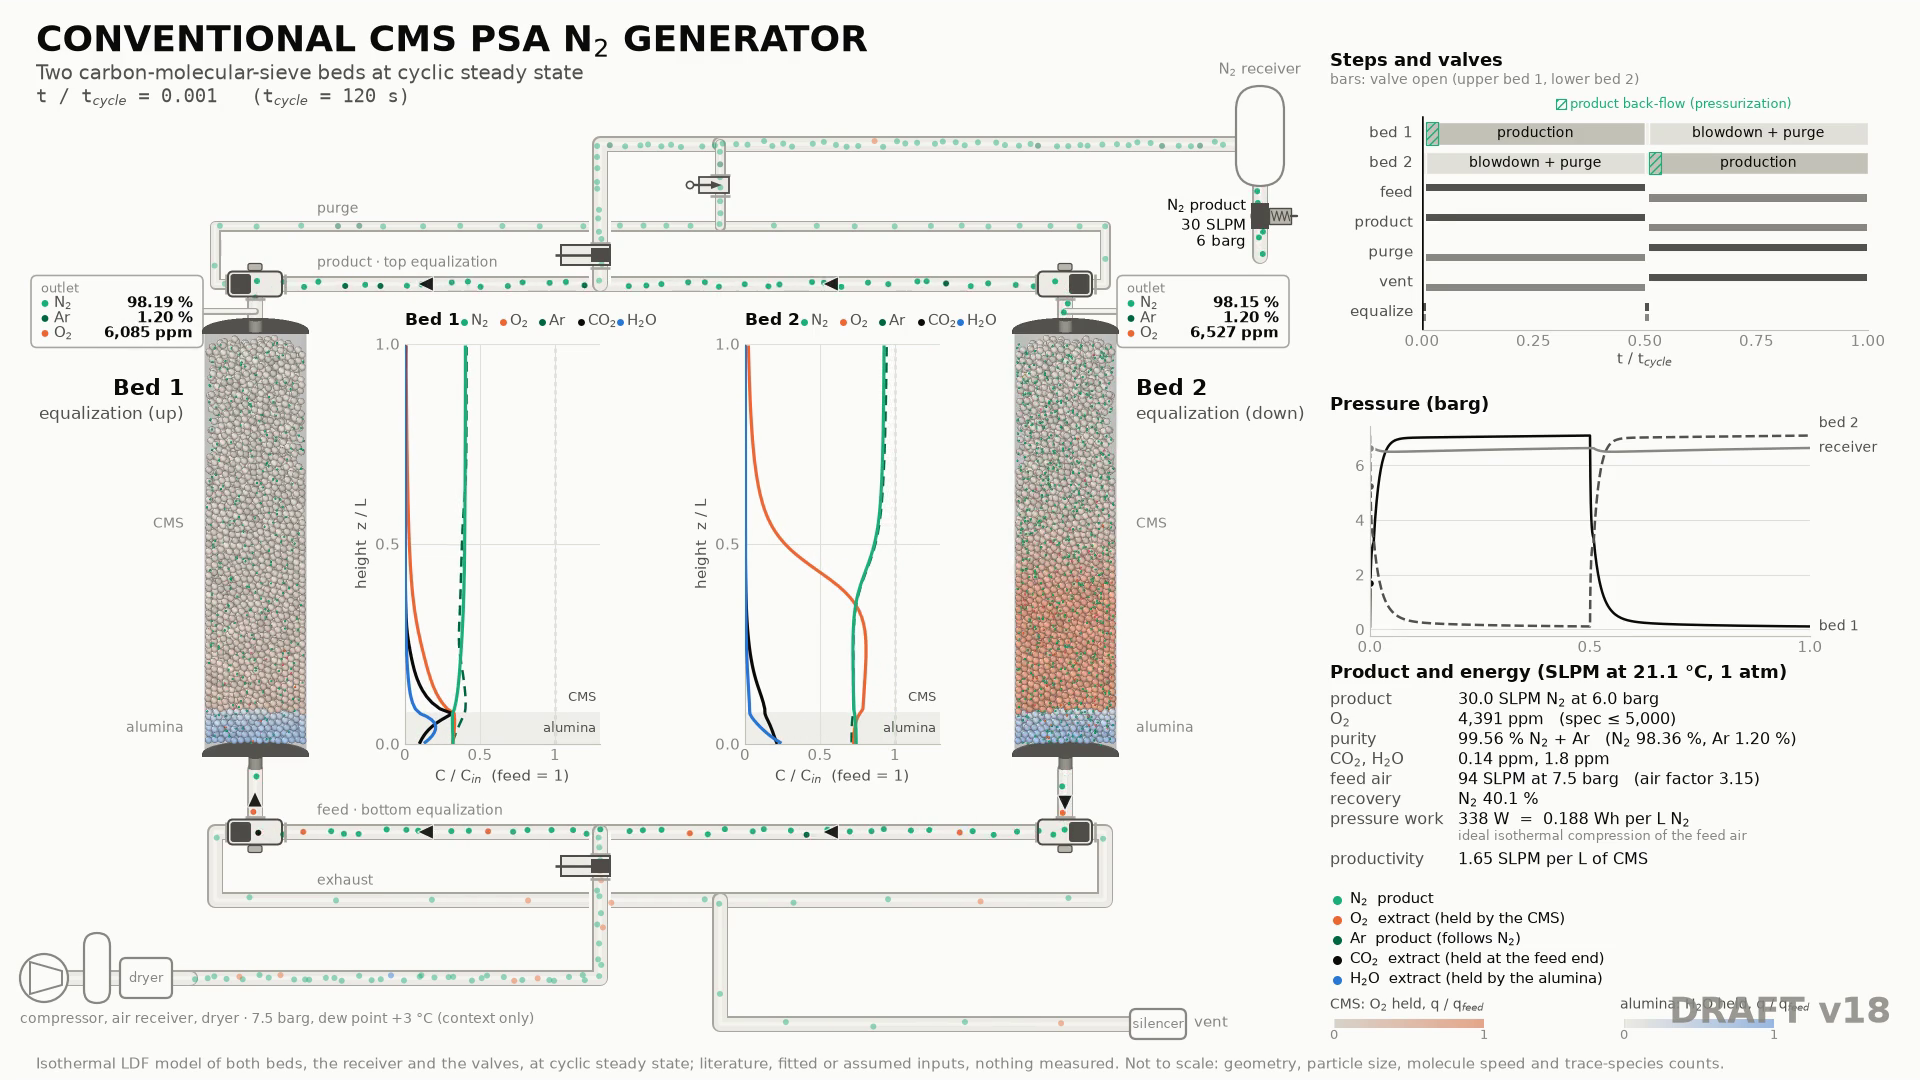 CONVENTIONAL CMS PSA N₂ GENERATOR
Two carbon-molecular-sieve beds at cyclic steady state
t / t_cycle = 0.001   (t_cycle = 120 s)
N₂ receiver
N₂ product
30 SLPM
6 barg
purge
product · top equalization
outlet
N₂ 98.19 %
Ar 1.20 %
O₂ 6,085 ppm
outlet
N₂ 98.15 %
Ar 1.20 %
O₂ 6,527 ppm
Bed 1
equalization (up)
CMS
alumina
Bed 1 N₂ O₂ Ar CO₂ H₂O
1.0
0.5
0.0
height z / L
CMS
alumina
0 0.5 1
C / C_in (feed = 1)
Bed 2 N₂ O₂ Ar CO₂ H₂O
1.0
0.5
0.0
height z / L
CMS
alumina
0 0.5 1
C / C_in (feed = 1)
Bed 2
equalization (down)
CMS
alumina
feed · bottom equalization
exhaust
dryer
compressor, air receiver, dryer · 7.5 barg, dew point +3 °C (context only)
silencer
vent
Steps and valves
bars: valve open (upper bed 1, lower bed 2)
product back-flow (pressurization)
bed 1 production blowdown + purge
bed 2 blowdown + purge production
feed
product
purge
vent
equalize
0.00 0.25 0.50 0.75 1.00
t / t_cycle
Pressure (barg)
bed 2
receiver
bed 1
6
4
2
0
0.0 0.5 1.0
Product and energy (SLPM at 21.1 °C, 1 atm)
product 30.0 SLPM N₂ at 6.0 barg
O₂ 4,391 ppm (spec ≤ 5,000)
purity 99.56 % N₂ + Ar (N₂ 98.36 %, Ar 1.20 %)
CO₂, H₂O 0.14 ppm, 1.8 ppm
feed air 94 SLPM at 7.5 barg (air factor 3.15)
recovery N₂ 40.1 %
pressure work 338 W = 0.188 Wh per L N₂
ideal isothermal compression of the feed air
productivity 1.65 SLPM per L of CMS
N₂ product
O₂ extract (held by the CMS)
Ar product (follows N₂)
CO₂ extract (held at the feed end)
H₂O extract (held by the alumina)
CMS: O₂ held, q / q_feed
0 1
alumina: H₂O held, q / q_feed
0 1
DRAFT v18
Isothermal LDF model of both beds, the receiver and the valves, at cyclic steady state; literature, fitted or assumed inputs, nothing measured. Not to scale: geometry, particle size, molecule speed and trace-species counts.